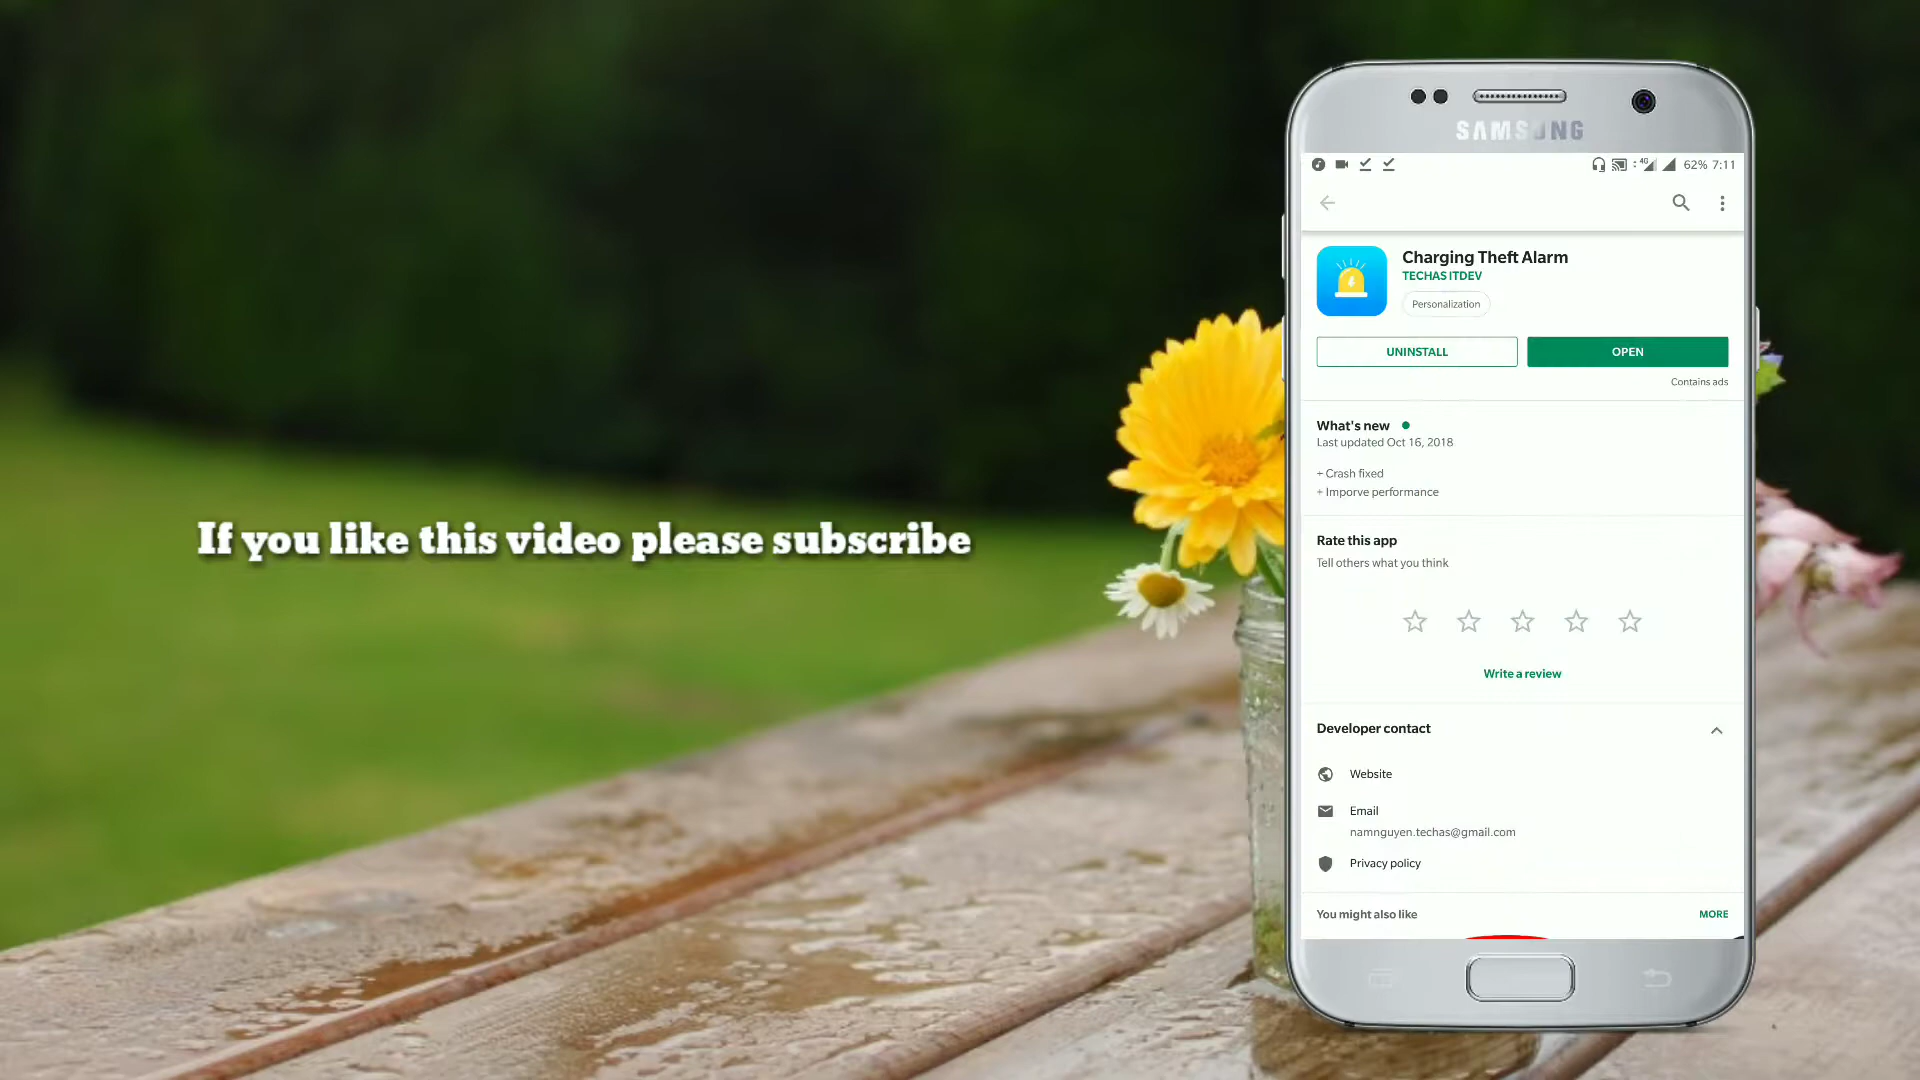 If you like this video please subscribe
SAMSUNG
4G 62% 7:11
Charging Theft Alarm
TECHAS ITDEV
Personalization
UNINSTALL
OPEN
Contains ads
What's new
Last updated Oct 16, 2018
+ Crash fixed
+ Imporve performance
Rate this app
Tell others what you think
Write a review
Developer contact
Website
Email
namnguyen.techas@gmail.com
Privacy policy
You might also like
MORE